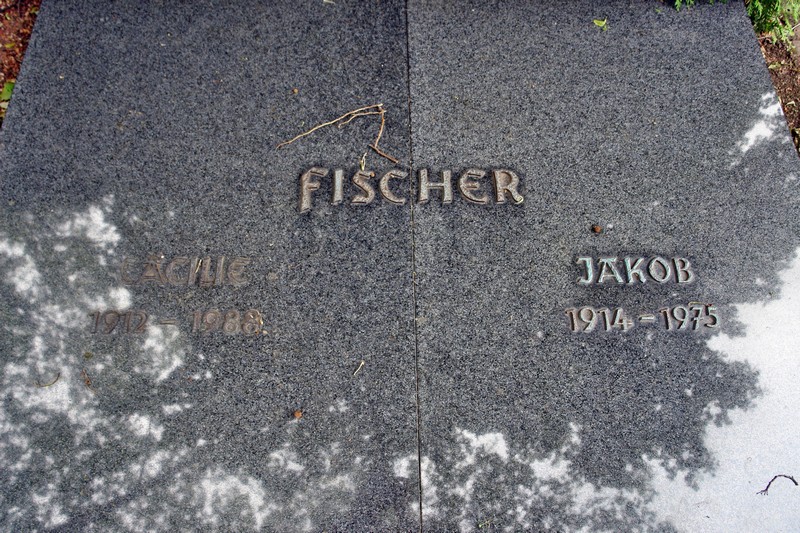 FISCHER
CÄCILIE
1912 – 1988
JAKOB
1914 – 1975